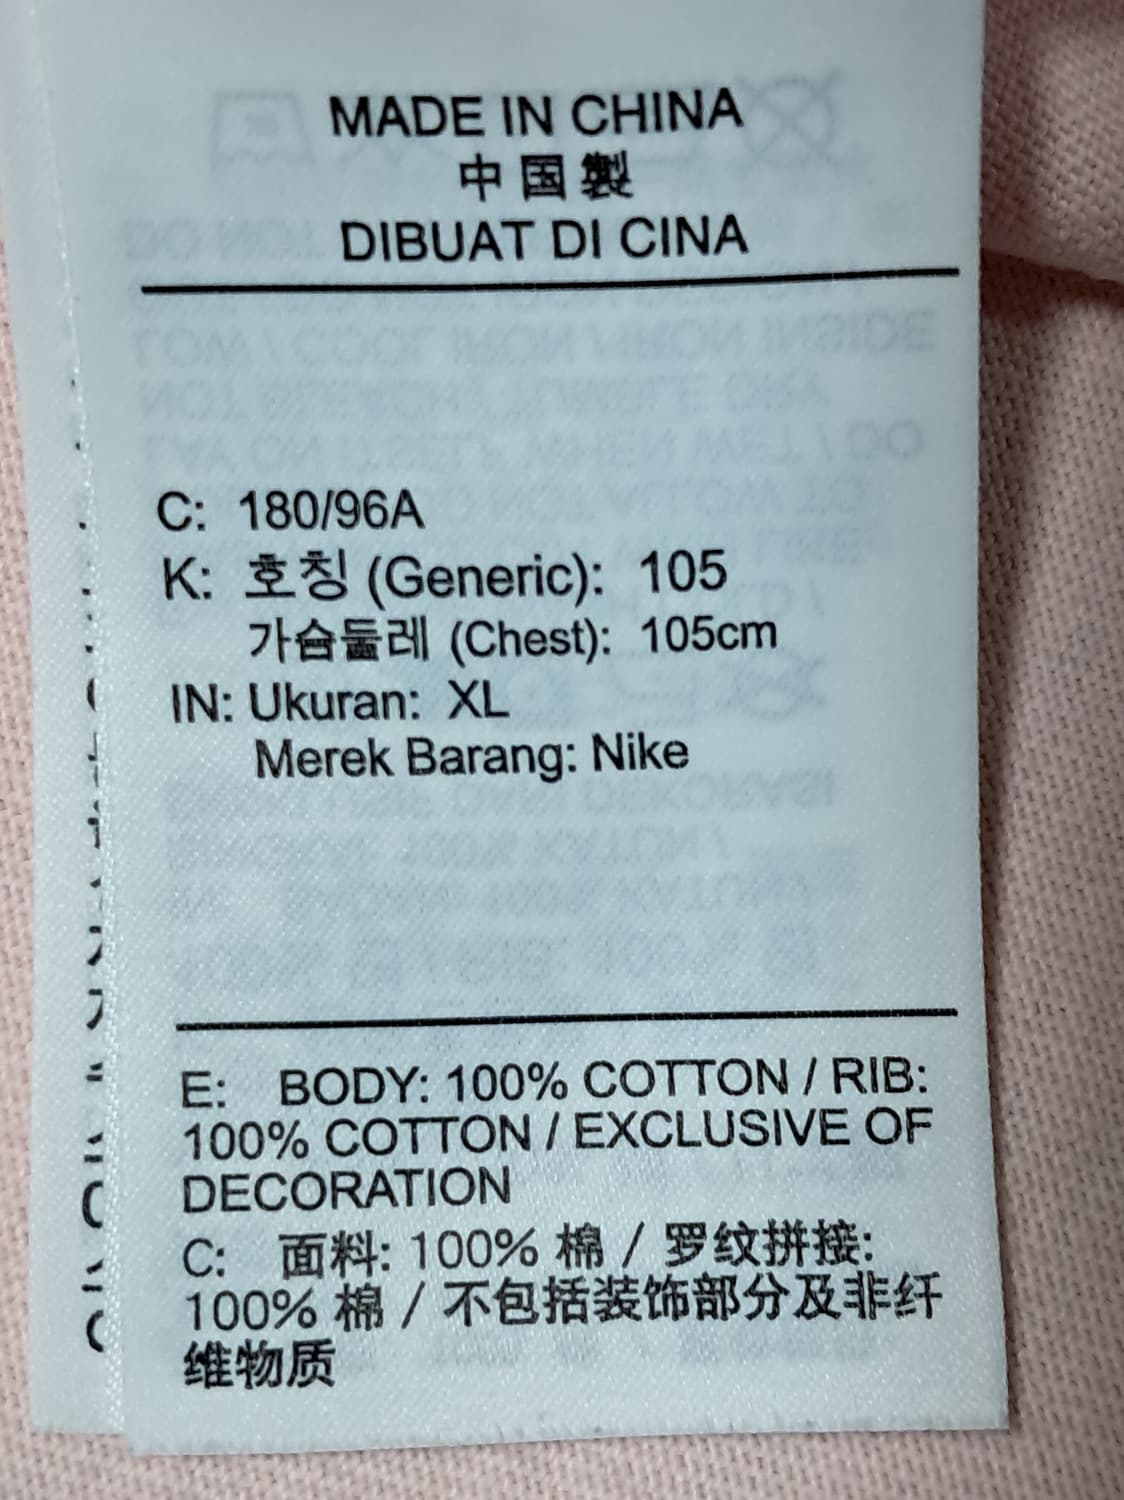 MADE IN CHINA
中国製
DIBUAT DI CINA
C: 180/96A
K: 호칭 (Generic): 105
가슴둘레 (Chest): 105cm
IN: Ukuran: XL
Merek Barang: Nike
E: BODY: 100% COTTON / RIB:
100% COTTON / EXCLUSIVE OF
DECORATION
C: 面料: 100% 棉 / 罗纹拼接:
100% 棉 / 不包括装饰部分及非纤
维物质